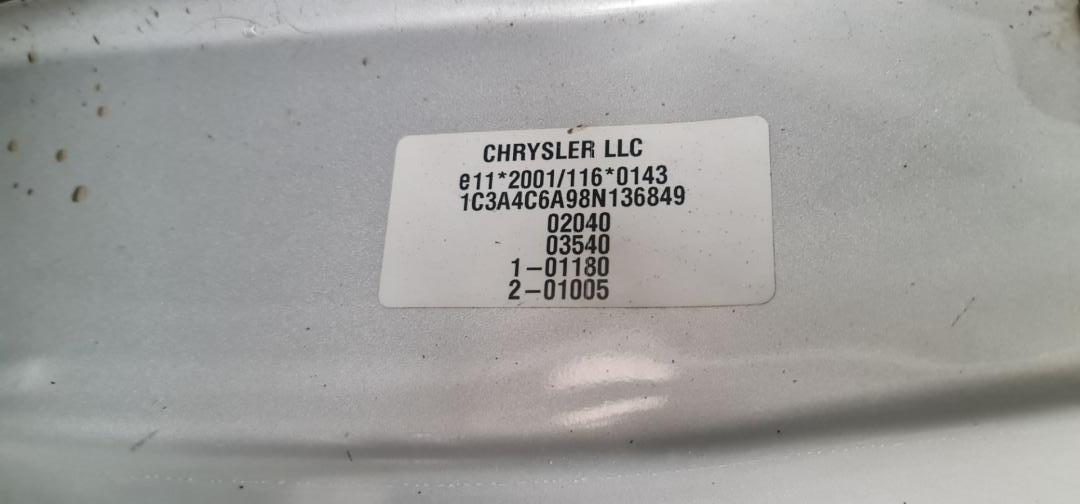 CHRYSLER LLC
e11*2001/116*0143
1C3A4C6A98N136849
02040
03540
1-01180
2-01005